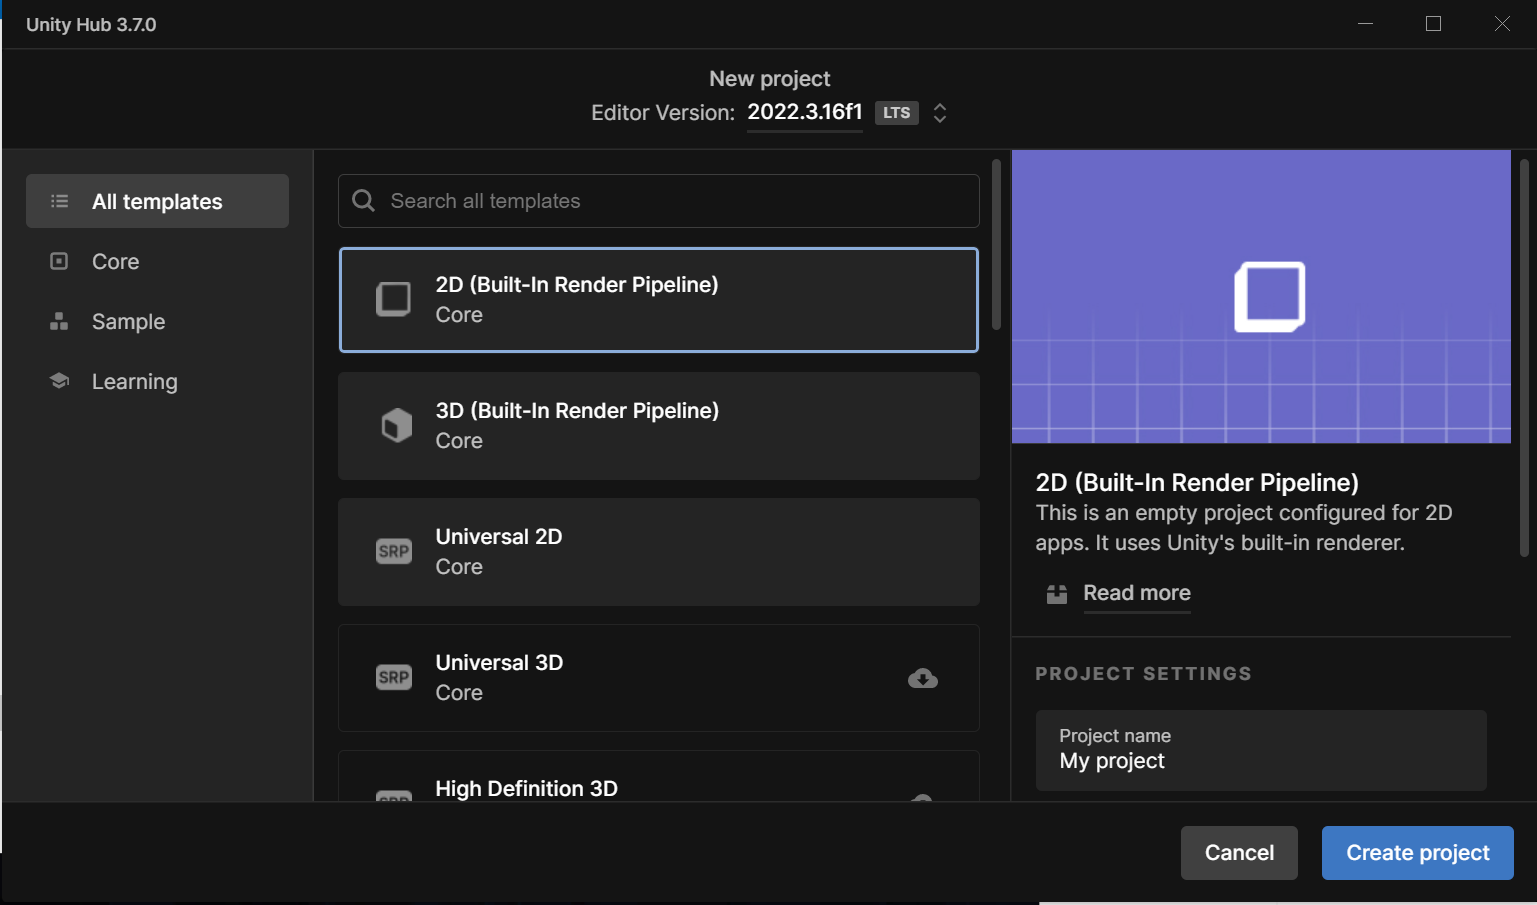 Unity Hub 3.7.0
New project
Editor Version: 2022.3.16f1 LTS
All templates
Core
Sample
Learning
Search all templates
2D (Built-In Render Pipeline)
Core
3D (Built-In Render Pipeline)
Core
SRP
Universal 2D
Core
SRP
Universal 3D
Core
SRP
High Definition 3D
2D (Built-In Render Pipeline)
This is an empty project configured for 2D
apps. It uses Unity's built-in renderer.
Read more
PROJECT SETTINGS
Project name
My project
Cancel
Create project